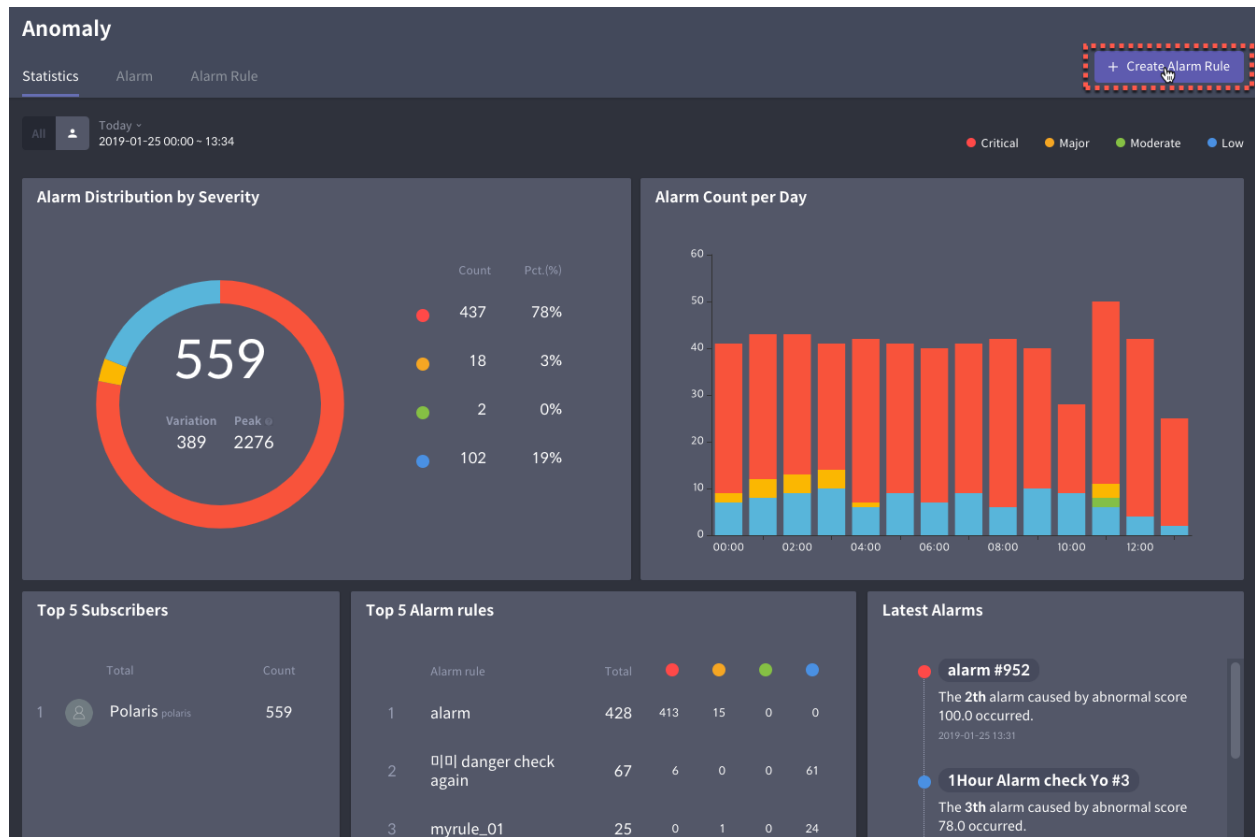 Anomaly
Statistics Alarm Alarm Rule
+ Create Alarm Rule
All
Today
2019-01-25 00:00 ~ 13:34
Critical Major Moderate Low
Alarm Distribution by Severity
559
Variation Peak
389 2276
Count Pct.(%)
437 78%
18 3%
2 0%
102 19%
Alarm Count per Day
60
50
40
30
20
10
0
00:00 02:00 04:00 06:00 08:00 10:00 12:00
Top 5 Subscribers
Total Count
1 Polaris polaris 559
Top 5 Alarm rules
Alarm rule Total
1 alarm 428 413 15 0 0
2 미미 danger check again 67 6 0 0 61
3 myrule_01 25 0 1 0 24
Latest Alarms
alarm #952
The 2th alarm caused by abnormal score
100.0 occurred.
2019-01-25 13:31
1Hour Alarm check Yo #3
The 3th alarm caused by abnormal score
78.0 occurred.